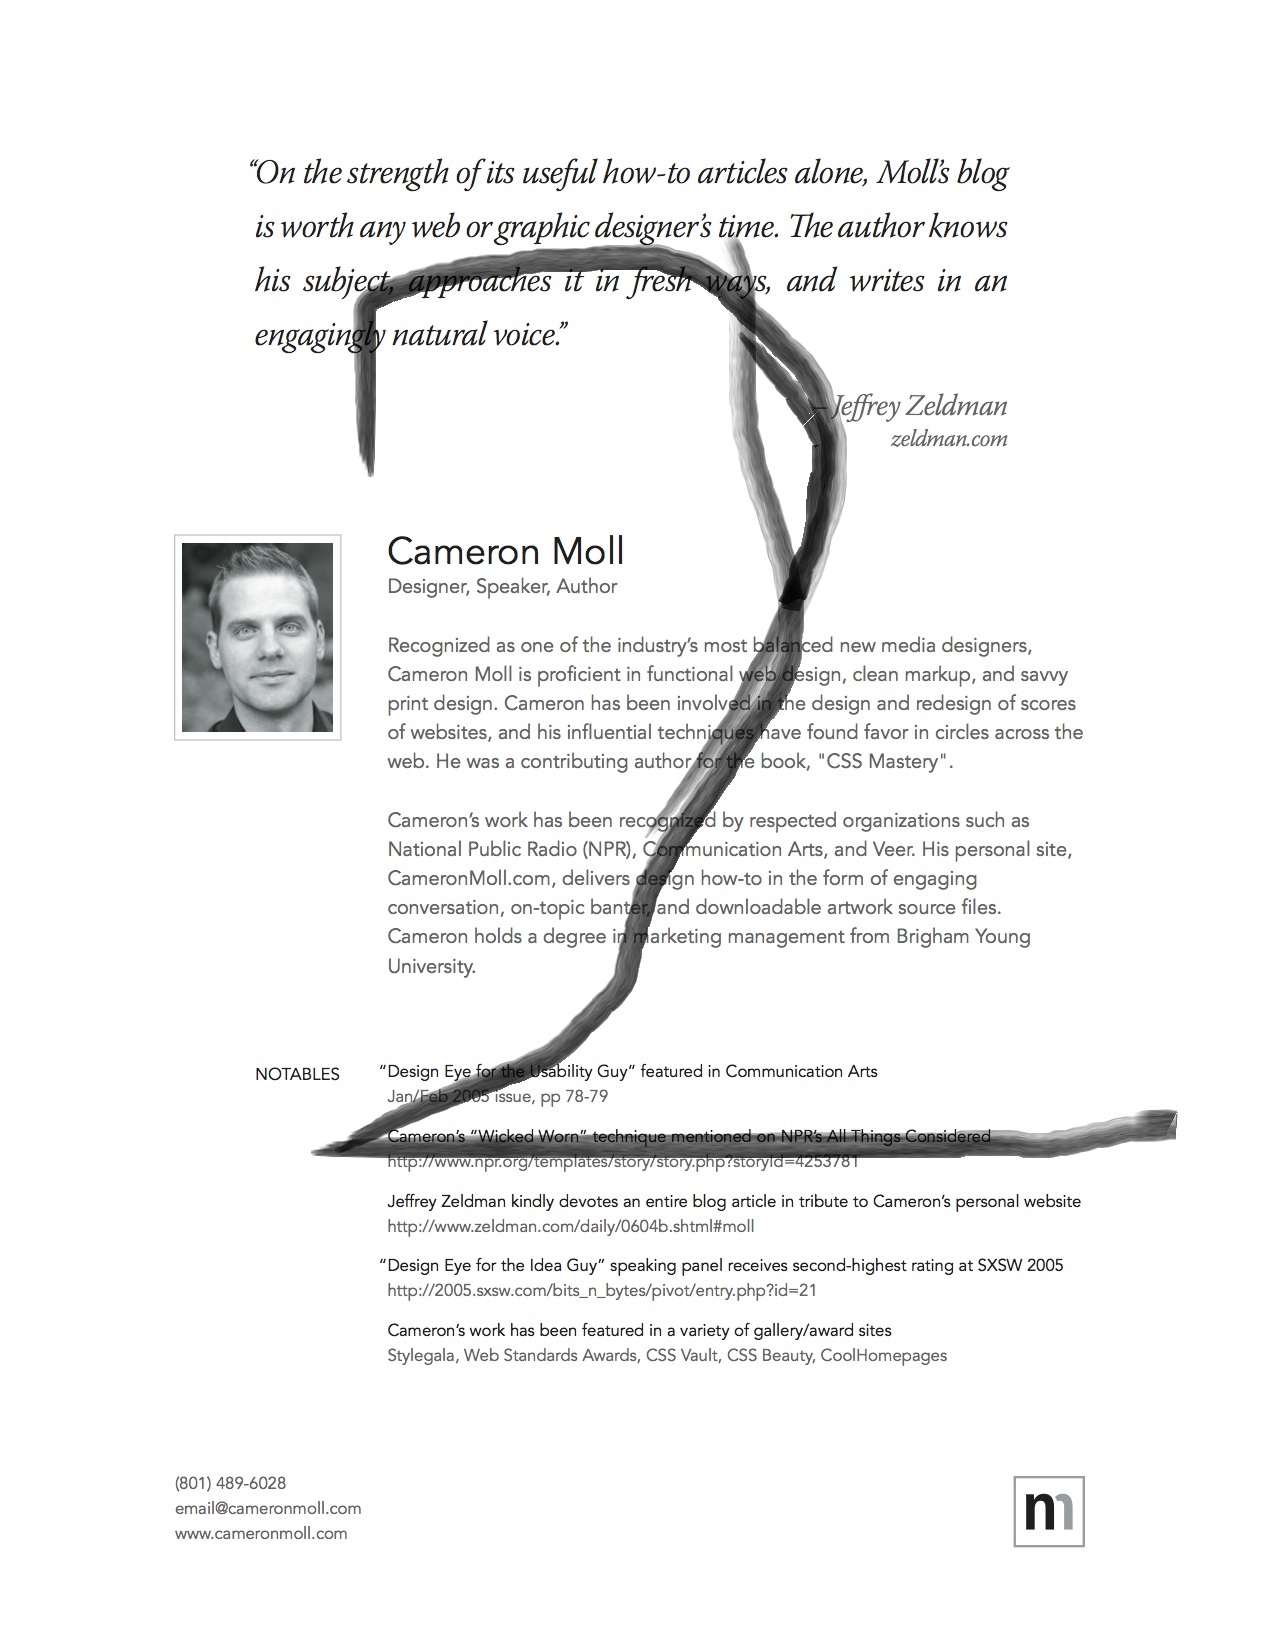 “On the strength of its useful how-to articles alone, Moll’s blog
is worth any web or graphic designer’s time. The author knows
his subject, approaches it in fresh ways, and writes in an
engagingly natural voice.”
– Jeffrey Zeldman
zeldman.com
Cameron Moll
Designer, Speaker, Author
Recognized as one of the industry’s most balanced new media designers,
Cameron Moll is proficient in functional web design, clean markup, and savvy
print design. Cameron has been involved in the design and redesign of scores
of websites, and his influential techniques have found favor in circles across the
web. He was a contributing author for the book, "CSS Mastery".
Cameron’s work has been recognized by respected organizations such as
National Public Radio (NPR), Communication Arts, and Veer. His personal site,
CameronMoll.com, delivers design how-to in the form of engaging
conversation, on-topic banter, and downloadable artwork source files.
Cameron holds a degree in marketing management from Brigham Young
University.
NOTABLES
“Design Eye for the Usability Guy” featured in Communication Arts
Jan/Feb 2005 issue, pp 78-79
Cameron’s “Wicked Worn” technique mentioned on NPR’s All Things Considered
http://www.npr.org/templates/story/story.php?storyId=4253781
Jeffrey Zeldman kindly devotes an entire blog article in tribute to Cameron’s personal website
http://www.zeldman.com/daily/0604b.shtml#moll
“Design Eye for the Idea Guy” speaking panel receives second-highest rating at SXSW 2005
http://2005.sxsw.com/bits_n_bytes/pivot/entry.php?id=21
Cameron’s work has been featured in a variety of gallery/award sites
Stylegala, Web Standards Awards, CSS Vault, CSS Beauty, CoolHomepages
(801) 489-6028
email@cameronmoll.com
www.cameronmoll.com
m
2